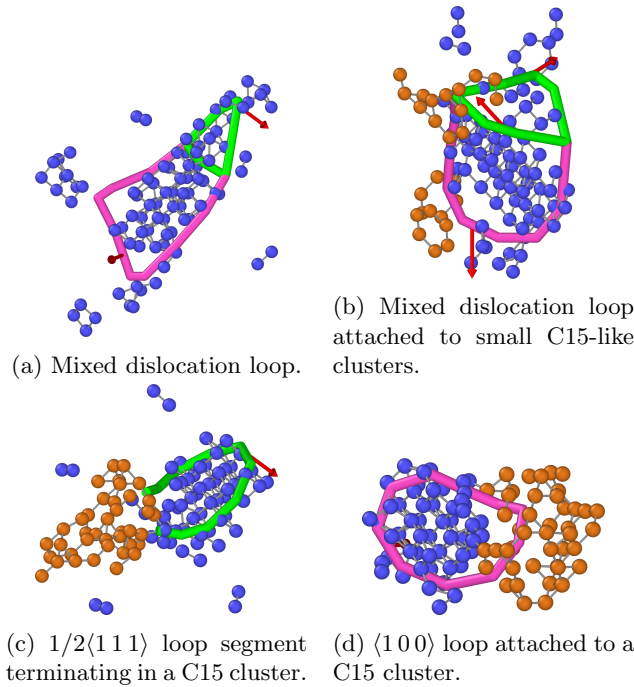 (a) Mixed dislocation loop.
(b) Mixed dislocation loop
attached to small C15-like
clusters.
(c) 1/2⟨1 1 1⟩ loop segment
terminating in a C15 cluster.
(d) ⟨1 0 0⟩ loop attached to a
C15 cluster.